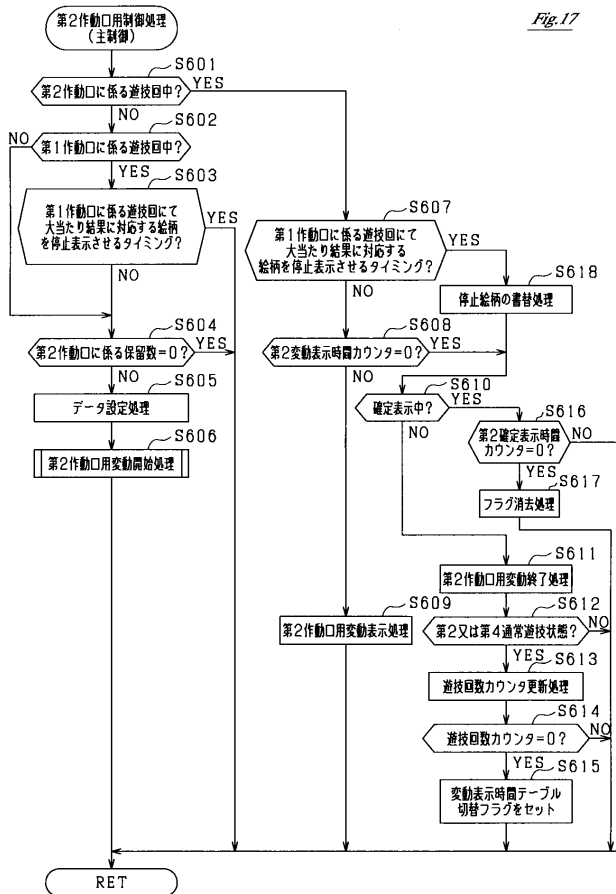 Fig.17
第2作動口用制御処理
(主制御)
S601
第2作動口に係る遊技回中?
YES
NO
S602
NO
第1作動口に係る遊技回中?
YES
S603
第1作動口に係る遊技回にて
大当たり結果に対応する絵柄
を停止表示させるタイミング?
YES
NO
S604
第2作動口に係る保留数=0?
YES
NO
S605
データ設定処理
S606
第2作動口用変動開始処理
S607
第1作動口に係る遊技回にて
大当たり結果に対応する
絵柄を停止表示させるタイミング?
YES
NO
S618
停止絵柄の書替処理
S608
第2変動表示時間カウンタ=0?
YES
NO
S610
確定表示中?
YES
NO
S616
第2確定表示時間
カウンタ=0?
NO
YES
S617
フラグ消去処理
S611
第2作動口用変動終了処理
S609
第2作動口用変動表示処理
S612
第2又は第4通常遊技状態?
NO
YES
S613
遊技回数カウンタ更新処理
S614
遊技回数カウンタ=0?
NO
YES
S615
変動表示時間テーブル
切替フラグをセット
RET